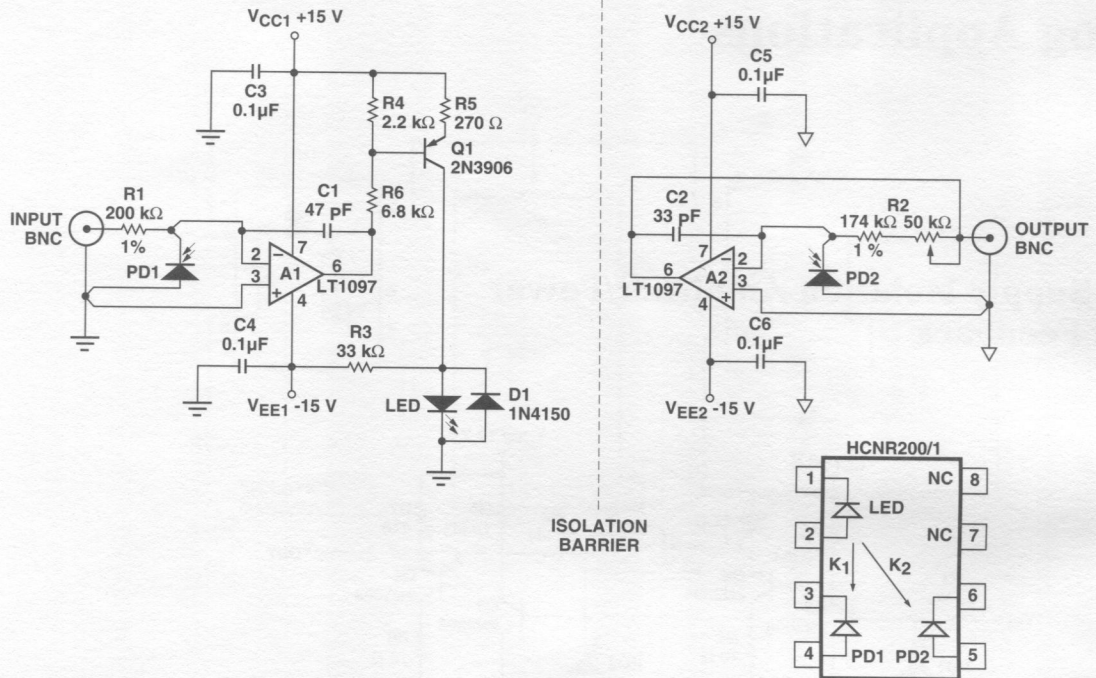 VCC1 +15 V
C3
0.1µF
R4
2.2 kΩ
R5
270 Ω
Q1
2N3906
INPUT
BNC
R1
200 kΩ
1%
PD1
C1
47 pF
R6
6.8 kΩ
2
3
7
−
+
A1
6
4
LT1097
C4
0.1µF
R3
33 kΩ
VEE1 -15 V
LED
D1
1N4150
ISOLATION
BARRIER
VCC2 +15 V
C5
0.1µF
C2
33 pF
R2
174 kΩ 50 kΩ
1 %
OUTPUT
BNC
7
6
A2
−
+
2
3
4
LT1097
PD2
C6
0.1µF
VEE2 -15 V
HCNR200/1
1
NC
8
LED
2
NC
7
K1
K2
3
6
4
PD1
PD2
5